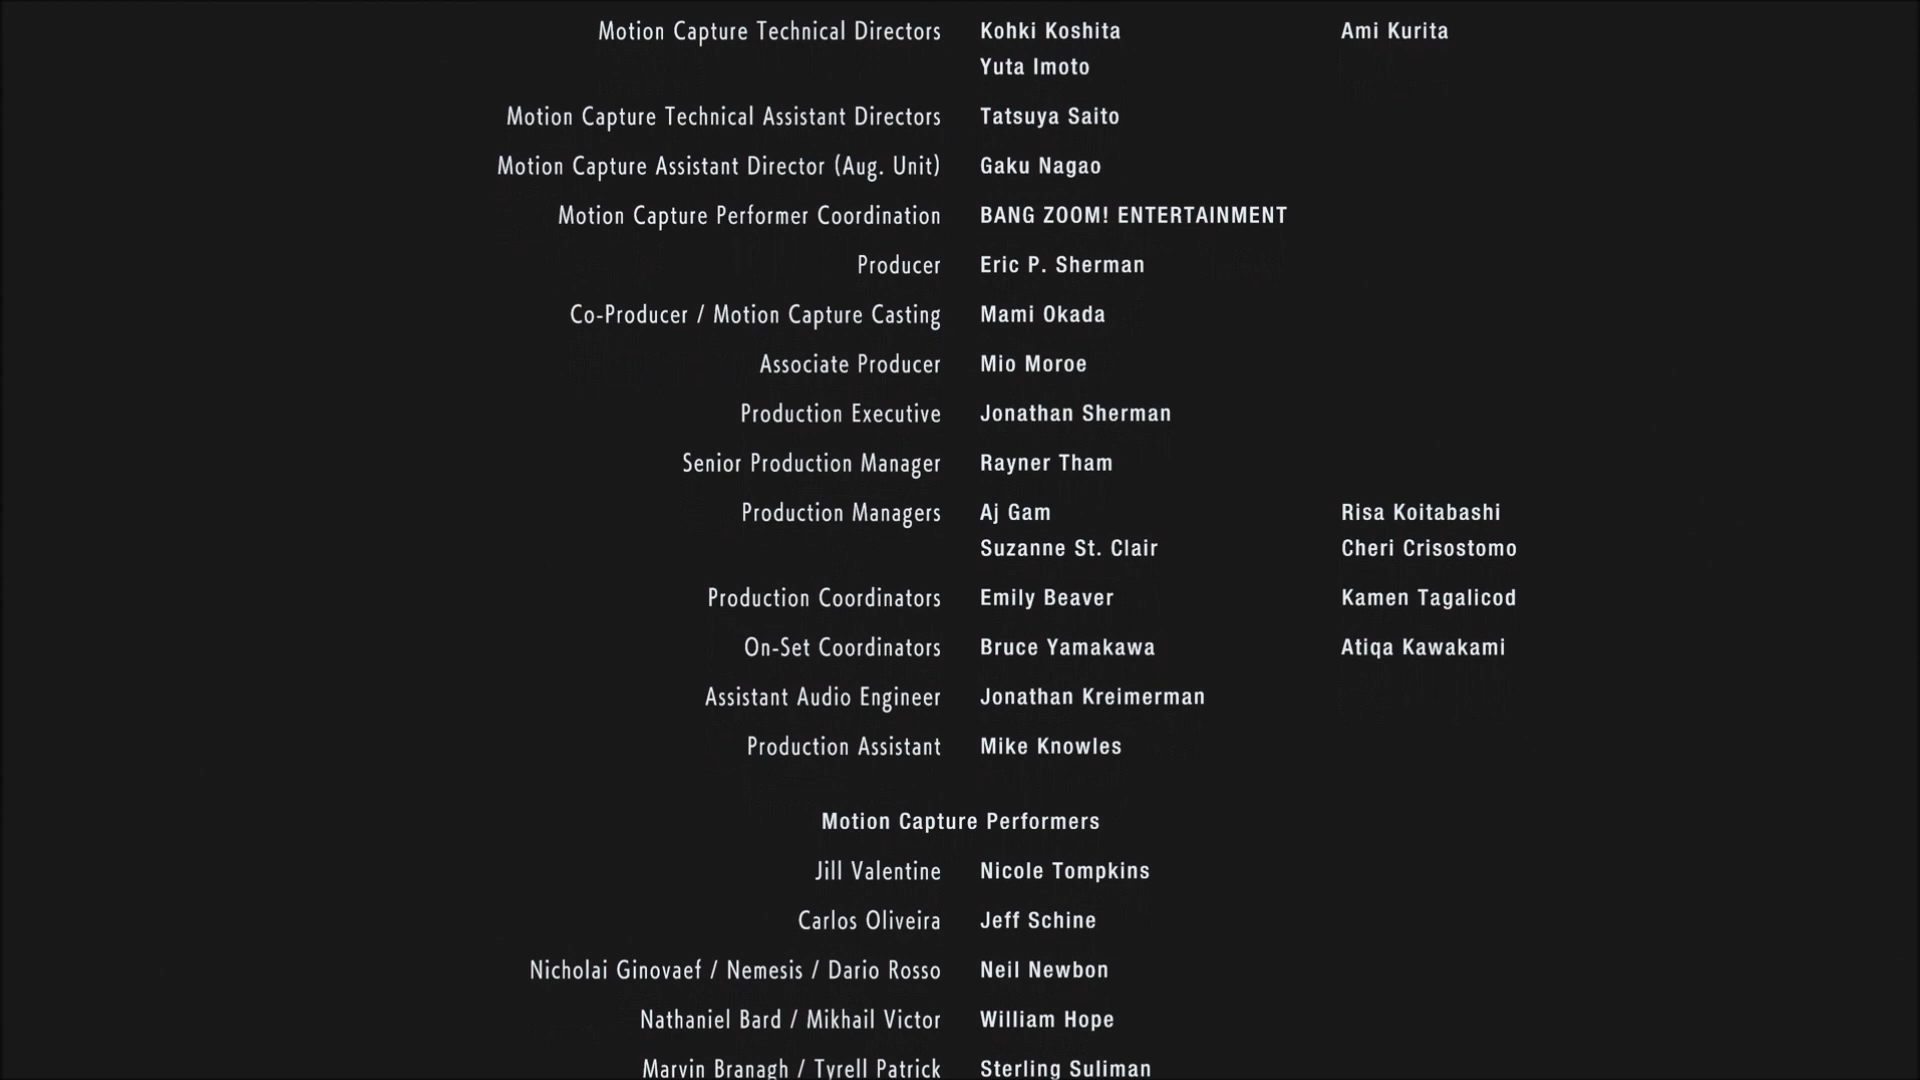 Motion Capture Technical Directors Kohki Koshita Ami Kurita
Yuta Imoto
Motion Capture Technical Assistant Directors Tatsuya Saito
Motion Capture Assistant Director (Aug. Unit) Gaku Nagao
Motion Capture Performer Coordination BANG ZOOM! ENTERTAINMENT
Producer Eric P. Sherman
Co-Producer / Motion Capture Casting Mami Okada
Associate Producer Mio Moroe
Production Executive Jonathan Sherman
Senior Production Manager Rayner Tham
Production Managers Aj Gam Risa Koitabashi
Suzanne St. Clair Cheri Crisostomo
Production Coordinators Emily Beaver Kamen Tagalicod
On-Set Coordinators Bruce Yamakawa Atiqa Kawakami
Assistant Audio Engineer Jonathan Kreimerman
Production Assistant Mike Knowles
Motion Capture Performers
Jill Valentine Nicole Tompkins
Carlos Oliveira Jeff Schine
Nicholai Ginovaef / Nemesis / Dario Rosso Neil Newbon
Nathaniel Bard / Mikhail Victor William Hope
Marvin Branagh / Tyrell Patrick Sterling Suliman